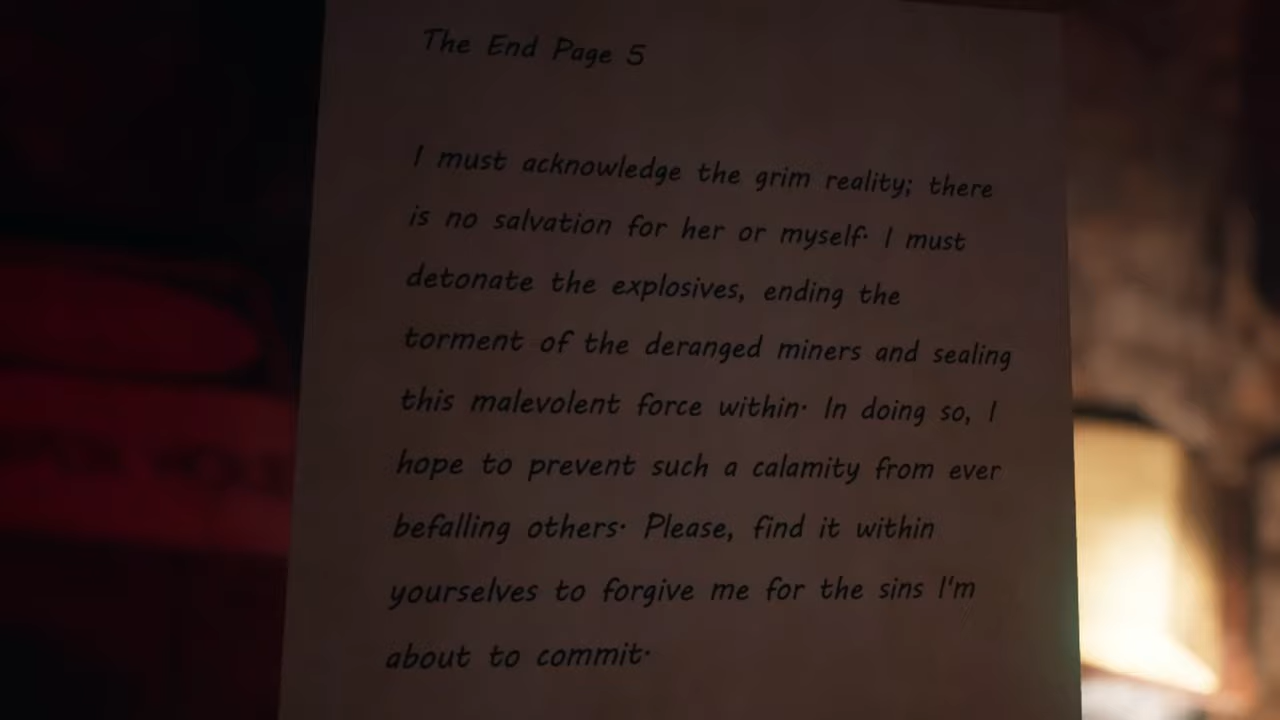 The End Page 5
I must acknowledge the grim reality; there
is no salvation for her or myself. I must
detonate the explosives, ending the
torment of the deranged miners and sealing
this malevolent force within. In doing so, I
hope to prevent such a calamity from ever
befalling others. Please, find it within
yourselves to forgive me for the sins I'm
about to commit.